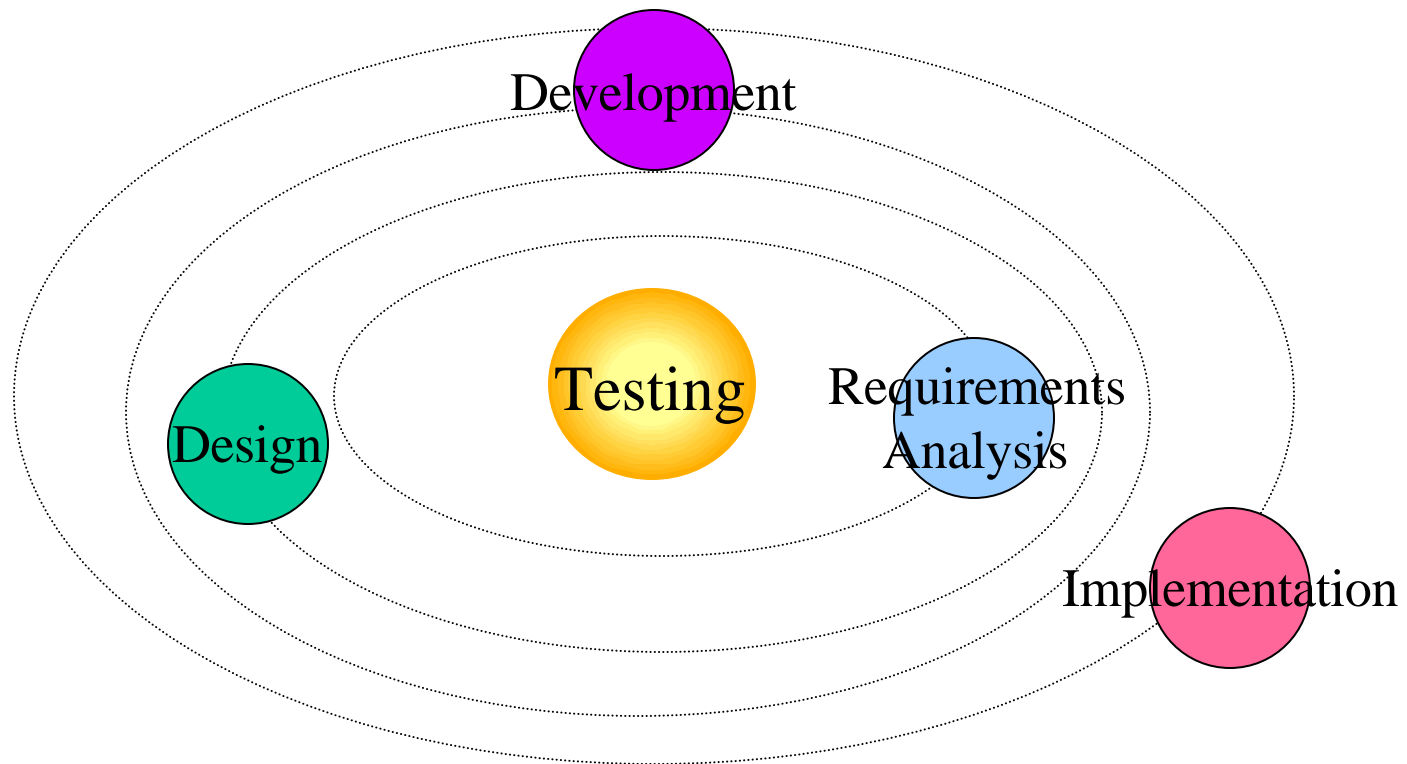 Development
Testing
Requirements
Analysis
Design
Implementation